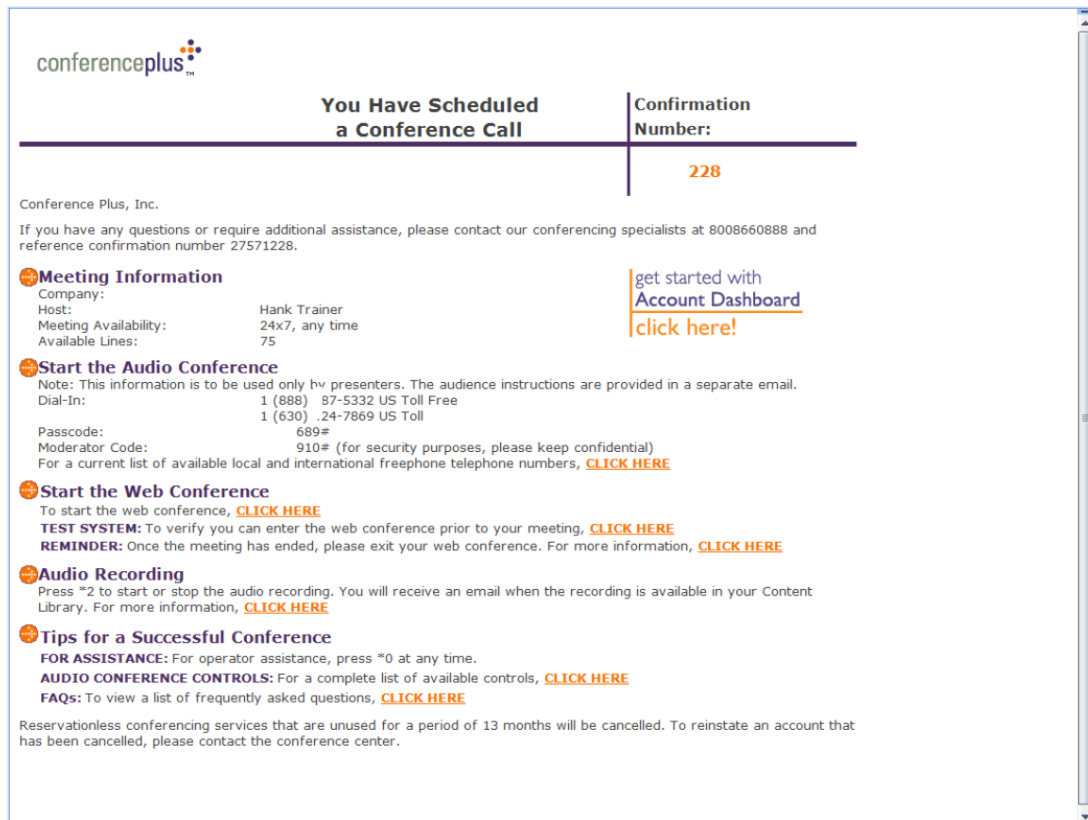 conferenceplus™
You Have Scheduled
a Conference Call
Confirmation
Number:
228
Conference Plus, Inc.
If you have any questions or require additional assistance, please contact our conferencing specialists at 8008660888 and
reference confirmation number 27571228.
Meeting Information
Company:
Host: Hank Trainer
Meeting Availability: 24x7, any time
Available Lines: 75
get started with
Account Dashboard
click here!
Start the Audio Conference
Note: This information is to be used only by presenters. The audience instructions are provided in a separate email.
Dial-In: 1 (888) 87-5332 US Toll Free
1 (630) .24-7869 US Toll
Passcode: 689#
Moderator Code: 910# (for security purposes, please keep confidential)
For a current list of available local and international freephone telephone numbers, CLICK HERE
Start the Web Conference
To start the web conference, CLICK HERE
TEST SYSTEM: To verify you can enter the web conference prior to your meeting, CLICK HERE
REMINDER: Once the meeting has ended, please exit your web conference. For more information, CLICK HERE
Audio Recording
Press *2 to start or stop the audio recording. You will receive an email when the recording is available in your Content
Library. For more information, CLICK HERE
Tips for a Successful Conference
FOR ASSISTANCE: For operator assistance, press *0 at any time.
AUDIO CONFERENCE CONTROLS: For a complete list of available controls, CLICK HERE
FAQs: To view a list of frequently asked questions, CLICK HERE
Reservationless conferencing services that are unused for a period of 13 months will be cancelled. To reinstate an account that
has been cancelled, please contact the conference center.